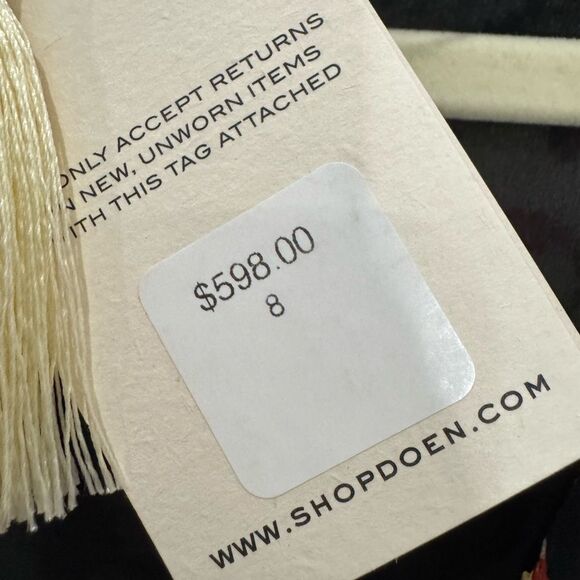 ONLY ACCEPT RETURNS
N NEW, UNWORN ITEMS
ITH THIS TAG ATTACHED
$598.00
8
WWW.SHOPDOEN.COM